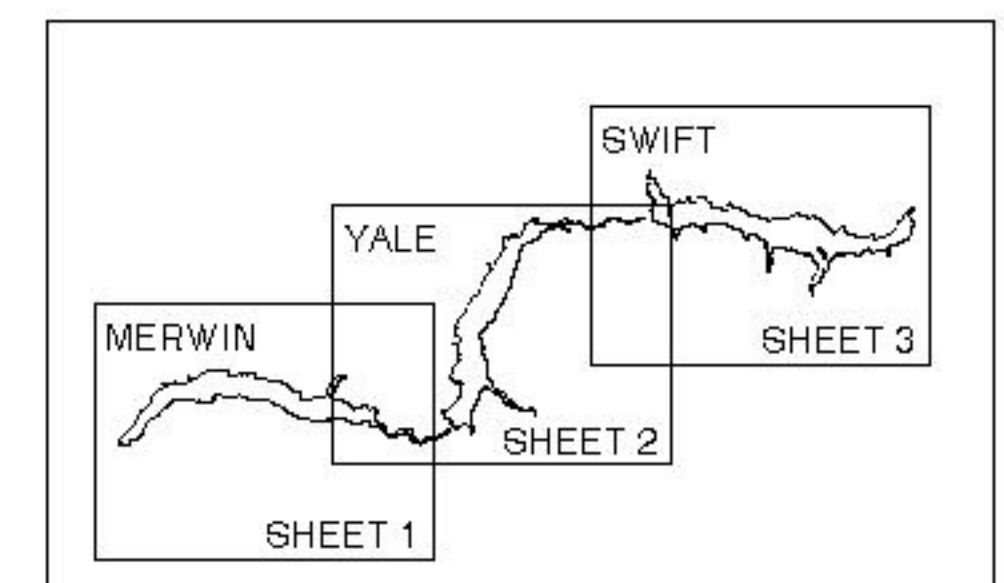 SWIFT
YALE
SHEET 3
MERWIN
SHEET 2
SHEET 1